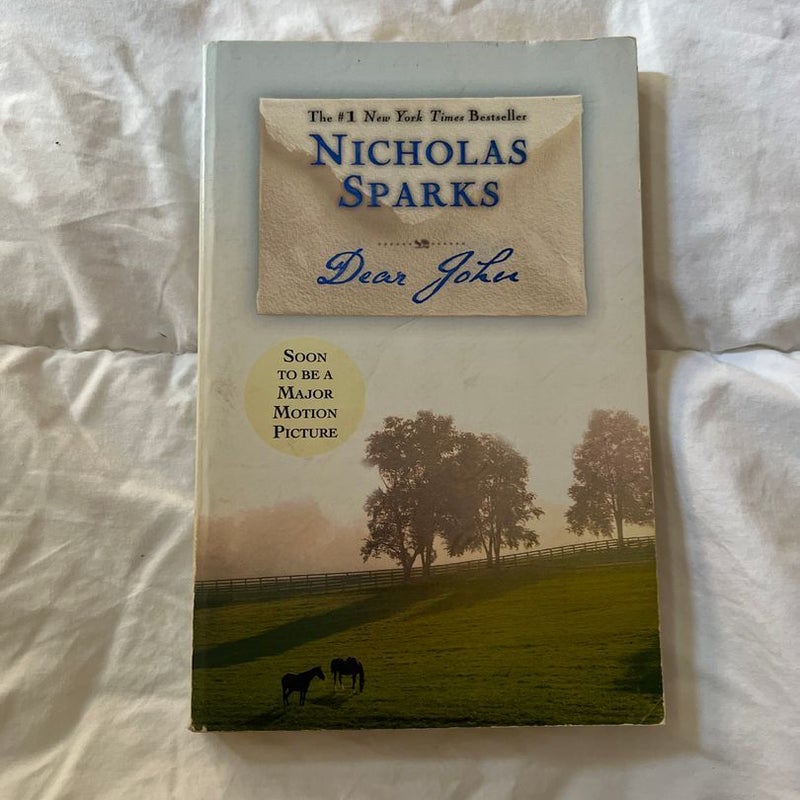 The #1 New York Times Bestseller
NICHOLAS
SPARKS
Dear John
SOON
TO BE A
MAJOR
MOTION
PICTURE